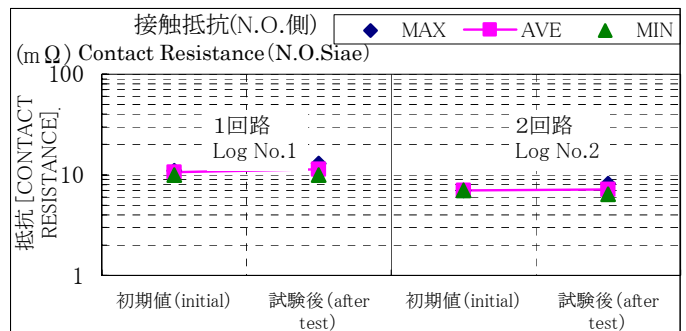 接触抵抗(N.O.側)
MAX AVE MIN
(mΩ) Contact Resistance(N.O.Siae)
100
10
1
抵抗 [CONTACT
RESISTANCE].
1回路
Log No.1
2回路
Log No.2
初期値(initial) 試験後(after
test) 初期値(initial) 試験後(after
test)